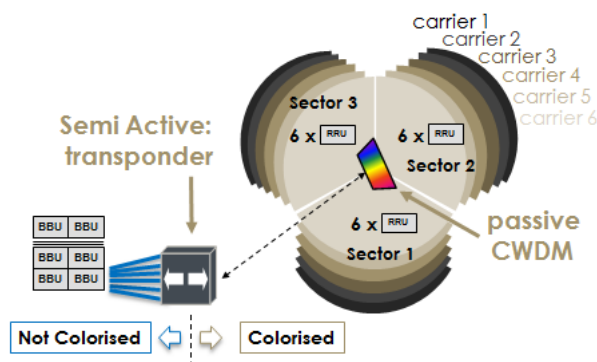 carrier 1
carrier 2
carrier 3
carrier 4
carrier 5
carrier 6
Sector 3
6 x RRU
6 x RRU
Sector 2
Semi Active:
transponder
6 x RRU
Sector 1
passive
CWDM
BBU BBU
BBU BBU
BBU BBU
Not Colorised
Colorised